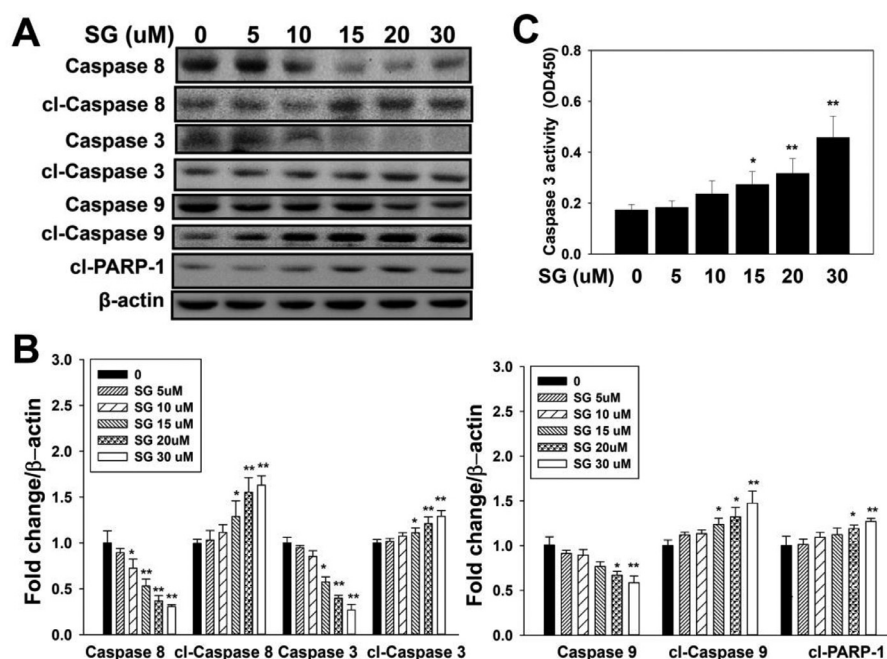 A
SG (uM) 0 5 10 15 20 30
Caspase 8
cl-Caspase 8
Caspase 3
cl-Caspase 3
Caspase 9
cl-Caspase 9
cl-PARP-1
β-actin
C
Caspase 3 activity (OD450)
0.8
0.6
0.4
0.2
0.0
* ** **
SG (uM) 0 5 10 15 20 30
B
Fold change/β–actin
3.0
2.5
2.0
1.5
1.0
0.5
0.0
0
SG 5uM
SG 10 uM
SG 15 uM
SG 20uM
SG 30 uM
* ** ** ** * ** ** * ** ** * ** **
Caspase 8 cl-Caspase 8 Caspase 3 cl-Caspase 3
Fold change/β–actin
3.0
2.5
2.0
1.5
1.0
0.5
0.0
0
SG 5uM
SG 10 uM
SG 15 uM
SG 20uM
SG 30 uM
* ** * * ** * **
Caspase 9 cl-Caspase 9 cl-PARP-1